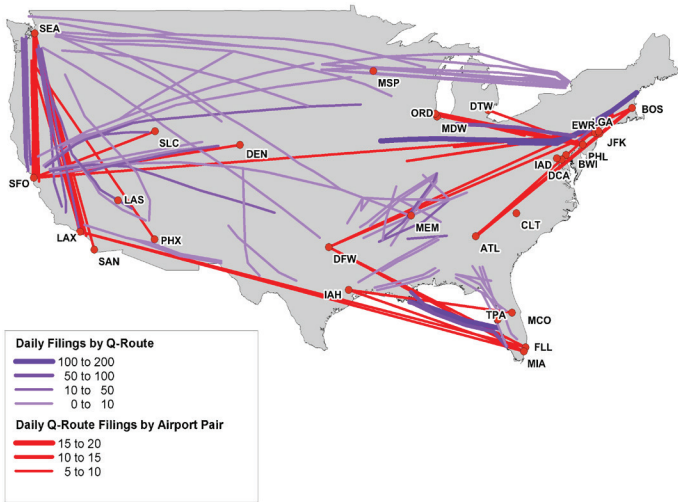 SEA
MSP
BOS
ORD
DTW
EWR
LGA
MDW
JFK
SLC
DEN
IAD
PHL
BWI
DCA
SFO
LAS
MEM
CLT
LAX
PHX
ATL
SAN
DFW
IAH
TPA
MCO
FLL
MIA
Daily Filings by Q-Route
100 to 200
50 to 100
10 to 50
0 to 10
Daily Q-Route Filings by Airport Pair
15 to 20
10 to 15
5 to 10